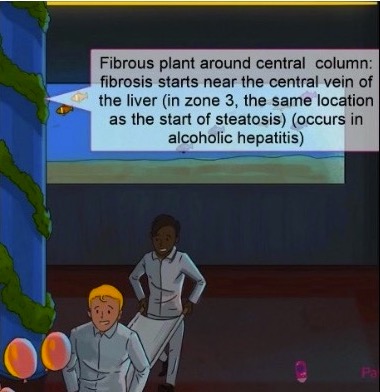 Fibrous plant around central column:
fibrosis starts near the central vein of
the liver (in zone 3, the same location
as the start of steatosis) (occurs in
alcoholic hepatitis)
Pa